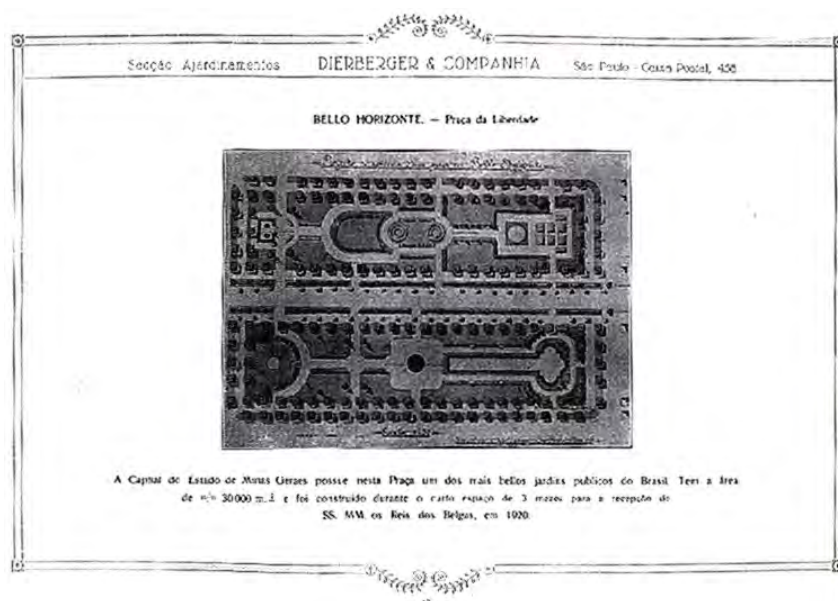 Secção Ajardinamentos DIERBERGER & COMPANHIA São Paulo - Caixa Postal, 458
BELLO HORIZONTE. — Praça da Liberdade
A Capital do Estado de Minas Geraes possue nesta Praça um dos mais bellos jardins publicos do Brasil. Tem a área
de 30000 m. e foi construido durante o curto espaço de 3 mezes para a recepção de
SS. MM. os Reis dos Belgas, em 1920.